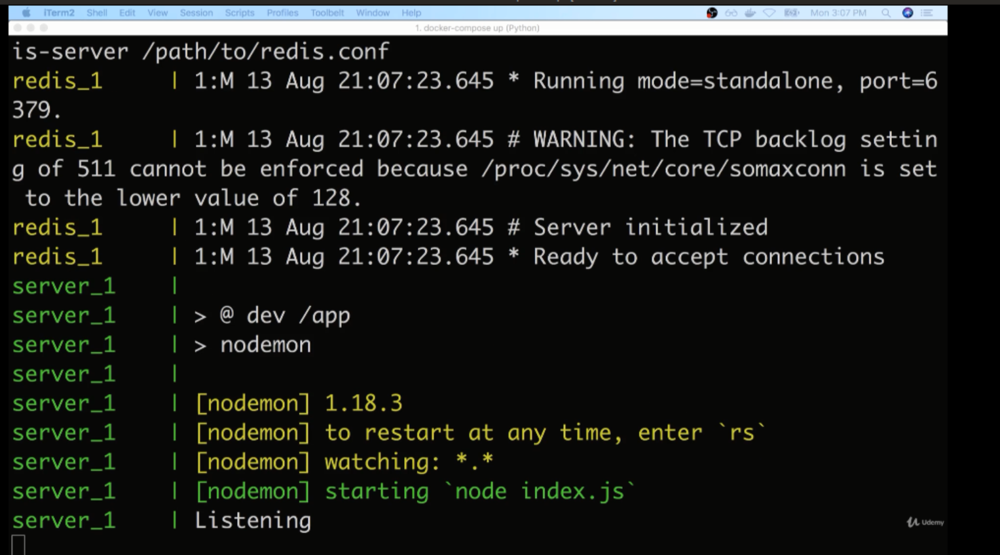 iTerm2 Shell Edit View Session Scripts Profiles Toolbelt Window Help Mon 3:07 PM
1. docker-compose up (Python)
is-server /path/to/redis.conf
redis_1 | 1:M 13 Aug 21:07:23.645 * Running mode=standalone, port=6
379.
redis_1 | 1:M 13 Aug 21:07:23.645 # WARNING: The TCP backlog settin
g of 511 cannot be enforced because /proc/sys/net/core/somaxconn is set
to the lower value of 128.
redis_1 | 1:M 13 Aug 21:07:23.645 # Server initialized
redis_1 | 1:M 13 Aug 21:07:23.645 * Ready to accept connections
server_1 |
server_1 | > @ dev /app
server_1 | > nodemon
server_1 |
server_1 | [nodemon] 1.18.3
server_1 | [nodemon] to restart at any time, enter `rs`
server_1 | [nodemon] watching: *.*
server_1 | [nodemon] starting `node index.js`
server_1 | Listening
Udemy